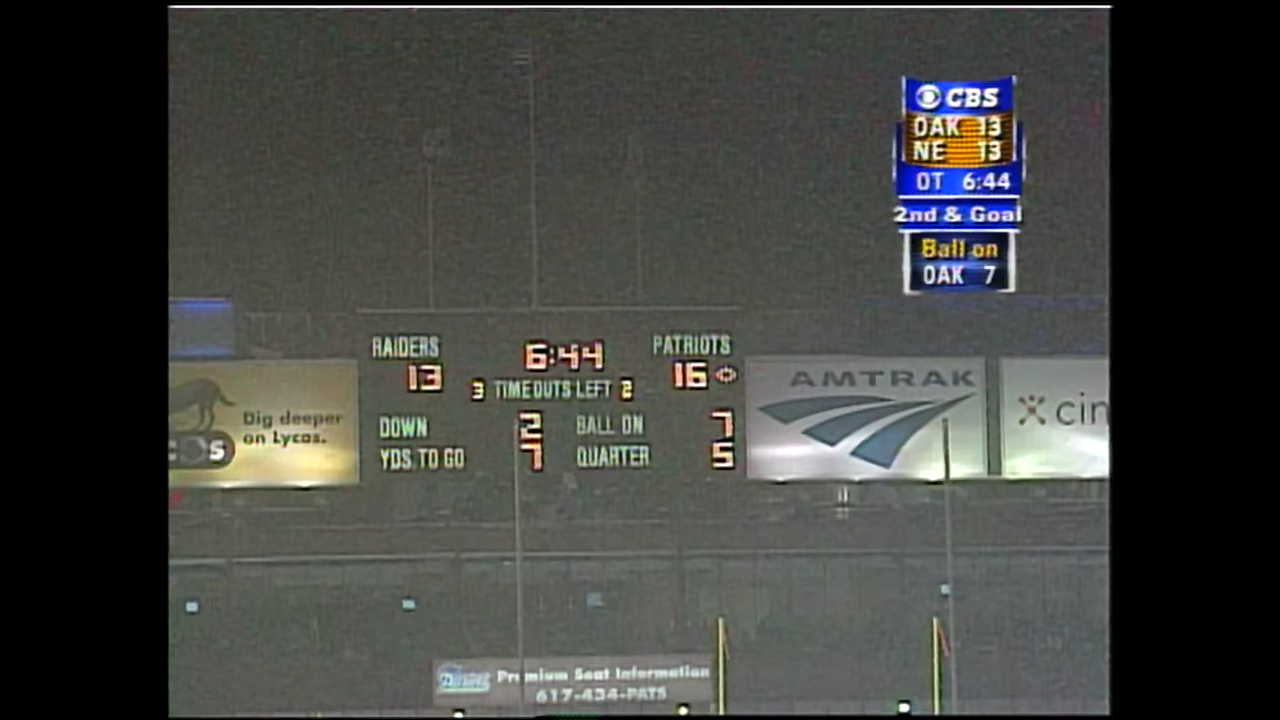 CBS
OAK 13
NE 13
OT 6:44
2nd & Goal
Ball on
OAK 7
RAIDERS 6:44 PATRIOTS
13 3 TIMEOUTS LEFT 2 16
DOWN 2 BALL ON 7
YDS TO GO 7 QUARTER 5
Dig deeper
on Lycos.
COS
AMTRAK
cin
Premium Seat Information
617-434-PATS